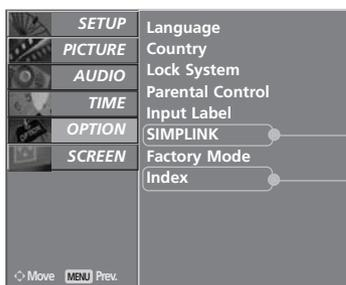 SETUP
PICTURE
AUDIO
TIME
OPTION
SCREEN
Language
Country
Lock System
Parental Control
Input Label
SIMPLINK
Factory Mode
Index
Move MENU Prev.